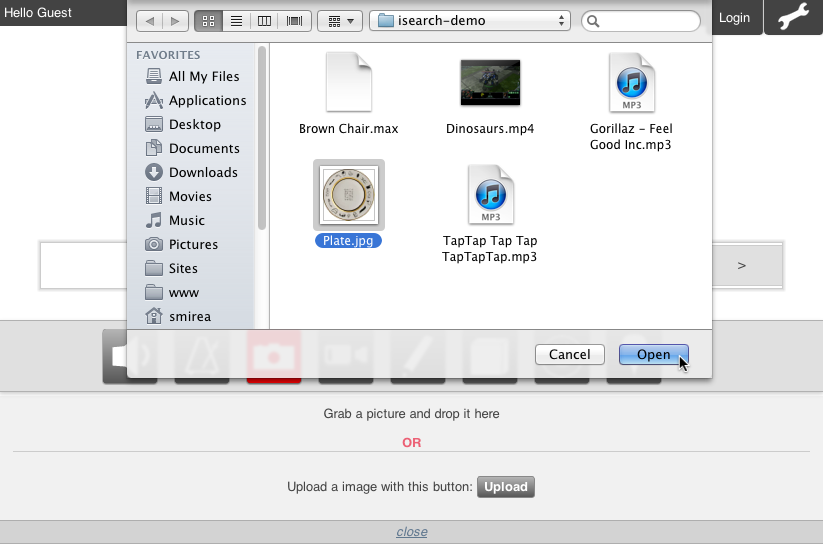 Hello Guest
isearch-demo
Login
FAVORITES
All My Files
Applications
Desktop
Documents
Downloads
Movies
Music
Pictures
Sites
www
smirea
Brown Chair.max
Dinosaurs.mp4
MP3
Gorillaz – Feel
Good Inc.mp3
Plate.jpg
MP3
TapTap Tap Tap
TapTapTap.mp3
>
Cancel
Open
Grab a picture and drop it here
OR
Upload a image with this button: Upload
close